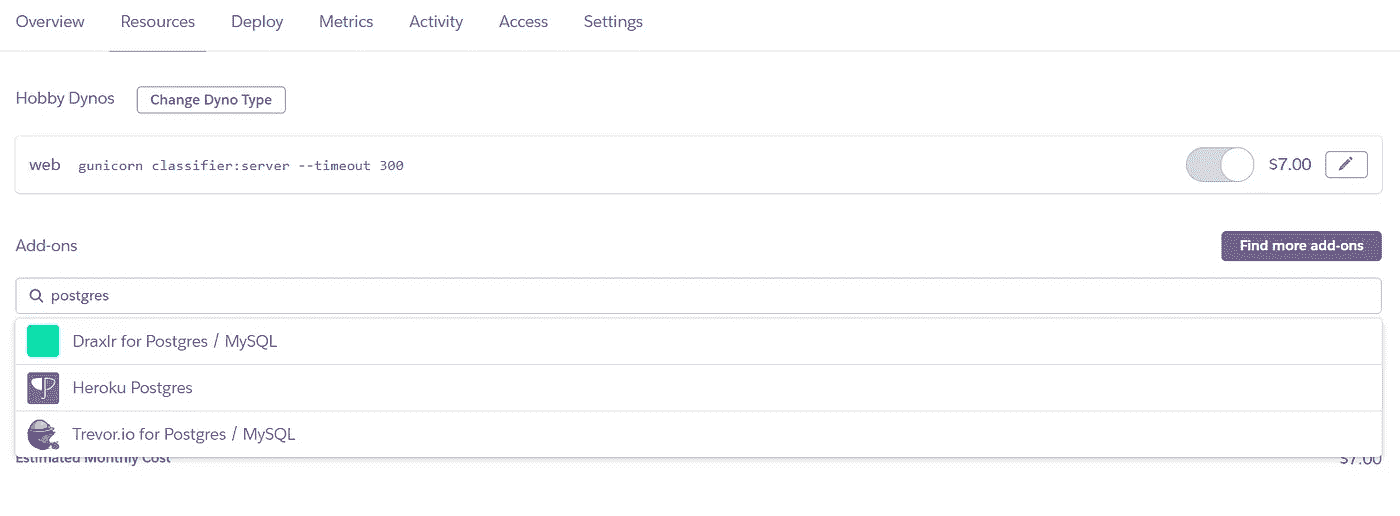 Overview Resources Deploy Metrics Activity Access Settings
Hobby Dynos Change Dyno Type
web gunicorn classifier:server --timeout 300 $7.00
Add-ons Find more add-ons
postgres
Draxlr for Postgres / MySQL
Heroku Postgres
Trevor.io for Postgres / MySQL
Estimated Monthly Cost $7.00